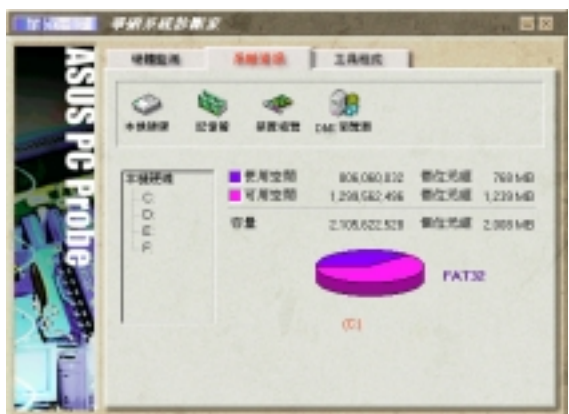 華碩系統診斷家
ASUS PC Probe
硬體監測 系統資源 工具程式
本機硬碟 記憶體 裝置總覽 DMI 瀏覽器
本機硬碟
C:
D:
E:
F:
使用空間 806,060,032 個位元組 768 MB
可用空間 1,299,562,496 個位元組 1,239 MB
容量 2,105,622,528 個位元組 2,008 MB
FAT32
(C)